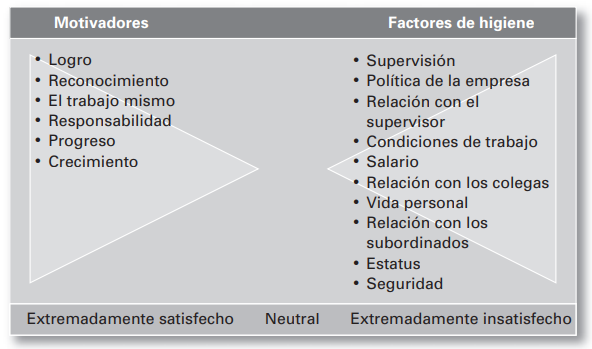 Motivadores
Factores de higiene
• Logro
• Reconocimiento
• El trabajo mismo
• Responsabilidad
• Progreso
• Crecimiento
• Supervisión
• Política de la empresa
• Relación con el
supervisor
• Condiciones de trabajo
• Salario
• Relación con los colegas
• Vida personal
• Relación con los
subordinados
• Estatus
• Seguridad
Extremadamente satisfecho
Neutral
Extremadamente insatisfecho